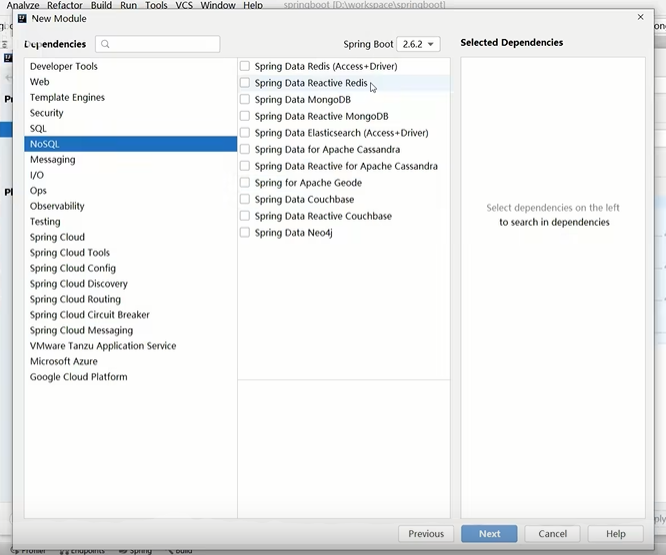 Analyze Refactor Build Run Tools VCS Window Help springboot [D:\workspace\springboot]
New Module
Dependencies
Spring Boot 2.6.2
Selected Dependencies
Developer Tools
Web
Template Engines
Security
SQL
NoSQL
Messaging
I/O
Ops
Observability
Testing
Spring Cloud
Spring Cloud Tools
Spring Cloud Config
Spring Cloud Discovery
Spring Cloud Routing
Spring Cloud Circuit Breaker
Spring Cloud Messaging
VMware Tanzu Application Service
Microsoft Azure
Google Cloud Platform
Spring Data Redis (Access+Driver)
Spring Data Reactive Redis
Spring Data MongoDB
Spring Data Reactive MongoDB
Spring Data Elasticsearch (Access+Driver)
Spring Data for Apache Cassandra
Spring Data Reactive for Apache Cassandra
Spring for Apache Geode
Spring Data Couchbase
Spring Data Reactive Couchbase
Spring Data Neo4j
Select dependencies on the left
to search in dependencies
Previous Next Cancel Help
Profiler Endpoints Spring Build